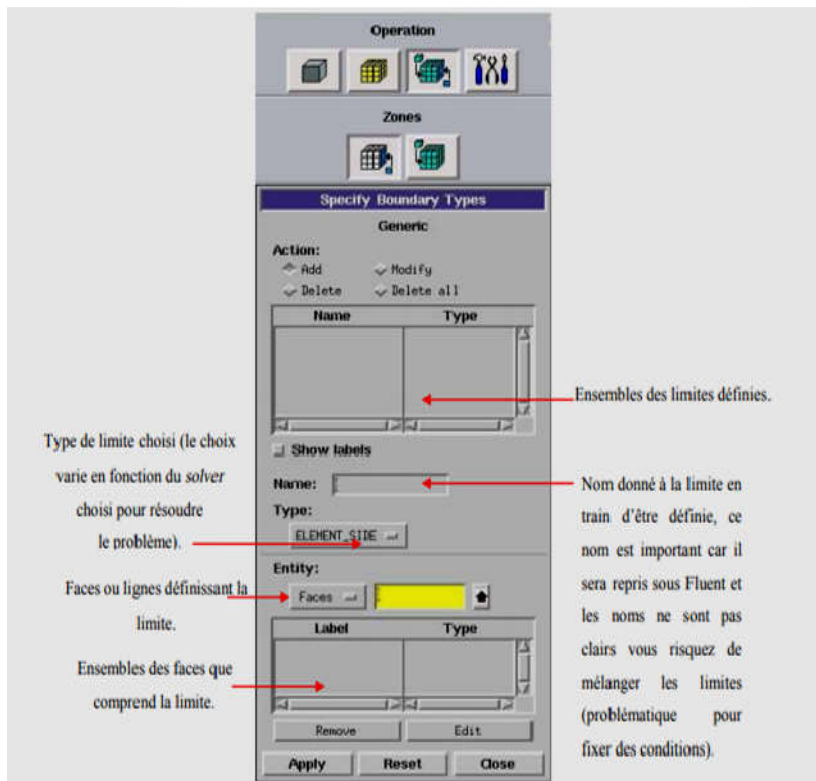 Operation
Zones
Specify Boundary Types
Generic
Action:
Add Modify
Delete Delete all
Name Type
Ensembles des limites définies.
Show labels
Type de limite choisi (le choix
varie en fonction du solver
choisi pour résoudre
le problème).
Name:
Type:
ELEMENT_SIDE
Nom donné à la limite en
train d'être définie, ce
nom est important car il
sera repris sous Fluent et
les noms ne sont pas
clairs vous risquez de
mélanger les limites
(problématique pour
fixer des conditions).
Entity:
Faces
Faces ou lignes définissant la
limite.
Label Type
Ensembles des faces que
comprend la limite.
Remove Edit
Apply Reset Close